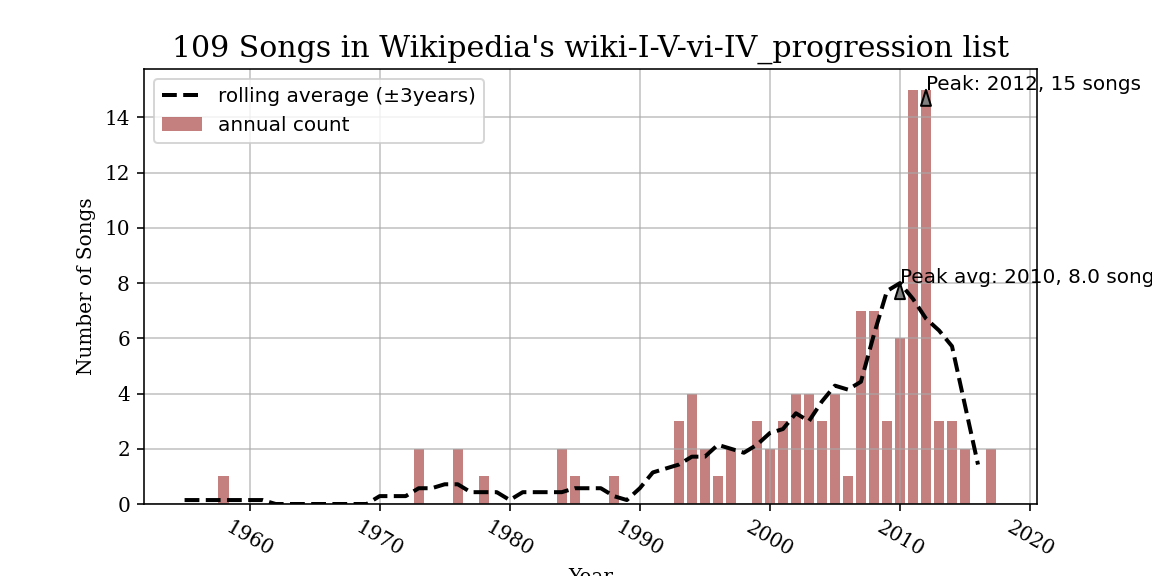 109 Songs in Wikipedia's wiki-I-V-vi-IV_progression list
rolling average (±3years)
annual count
Peak: 2012, 15 songs
Peak avg: 2010, 8.0 song
Number of Songs
14
12
10
8
6
4
2
0
1960
1970
1980
1990
2000
2010
2020
Year